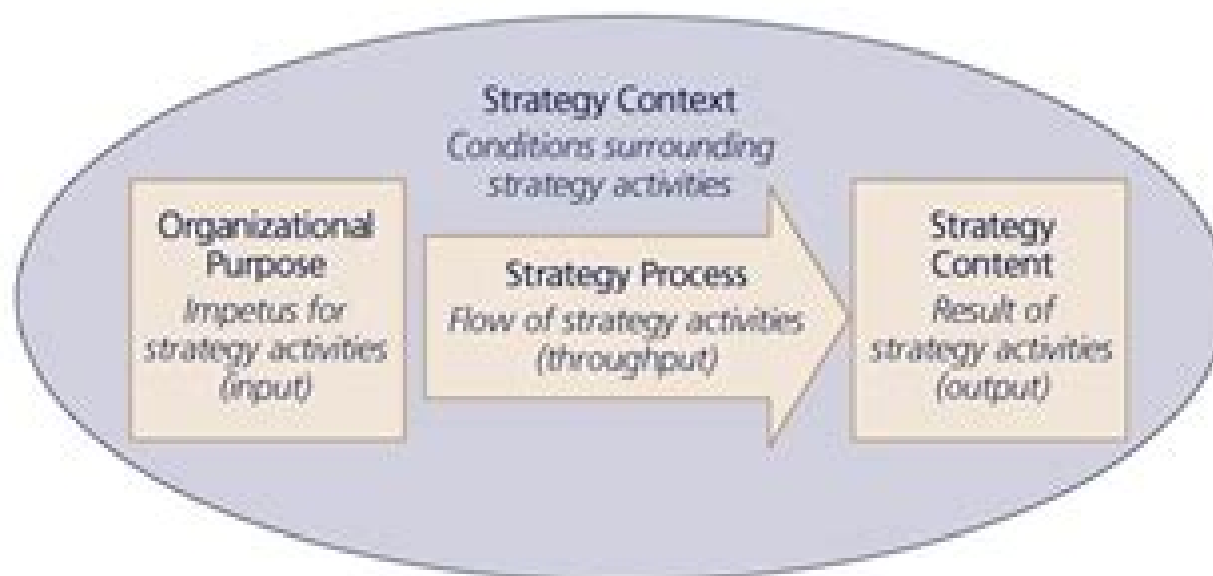 Strategy Context
Conditions surrounding
strategy activities
Organizational
Purpose
Impetus for
strategy activities
(input)
Strategy Process
Flow of strategy activities
(throughput)
Strategy
Content
Result of
strategy activities
(output)